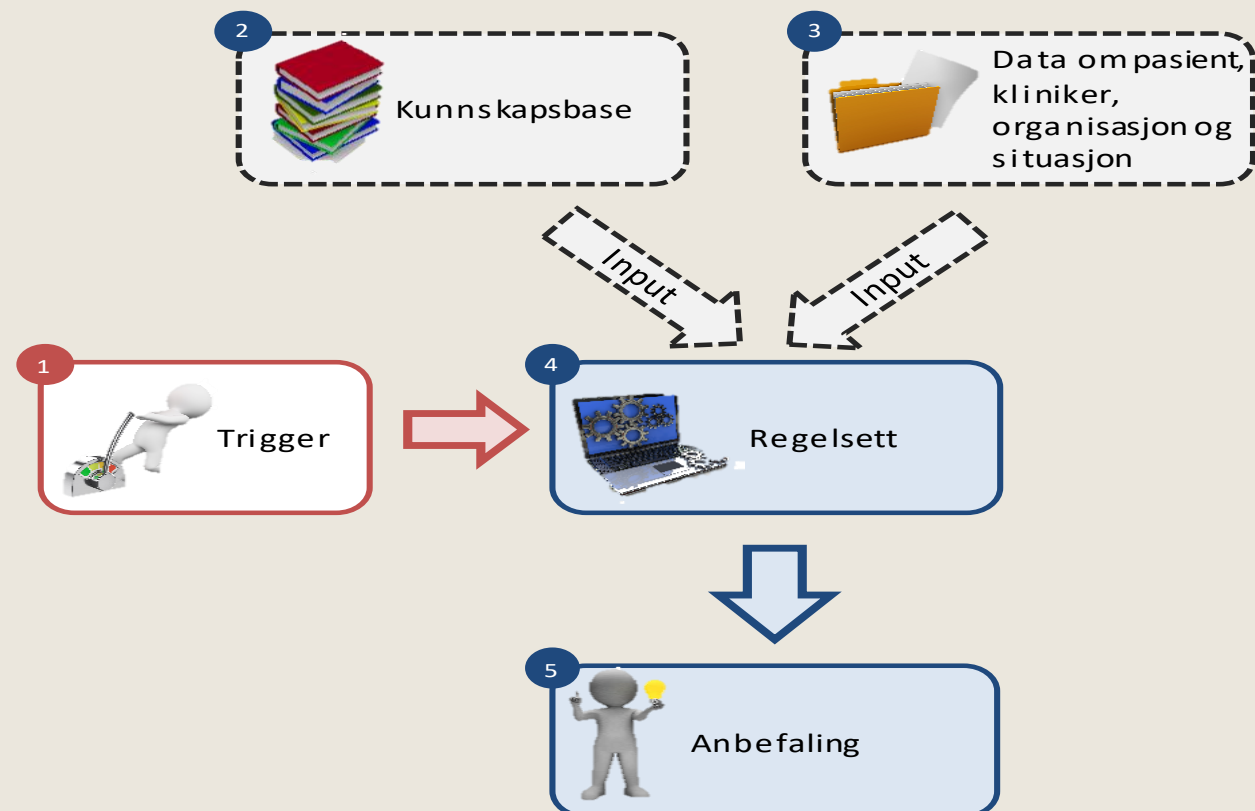 2
Kunnskapsbase
3
Data om pasient,
kliniker,
organisasjon og
situasjon
Input
Input
1
Trigger
4
Regelsett
5
Anbefaling